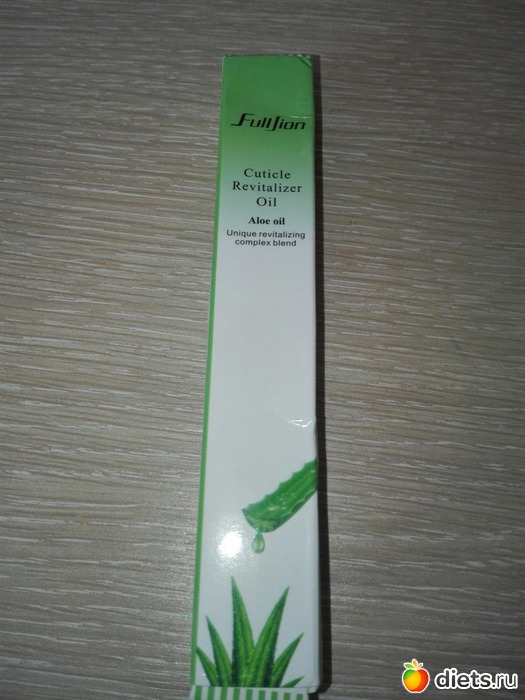 Fullfion
Cuticle
Revitalizer
Oil
Aloe oil
Unique revitalizing
complex blend
diets.ru